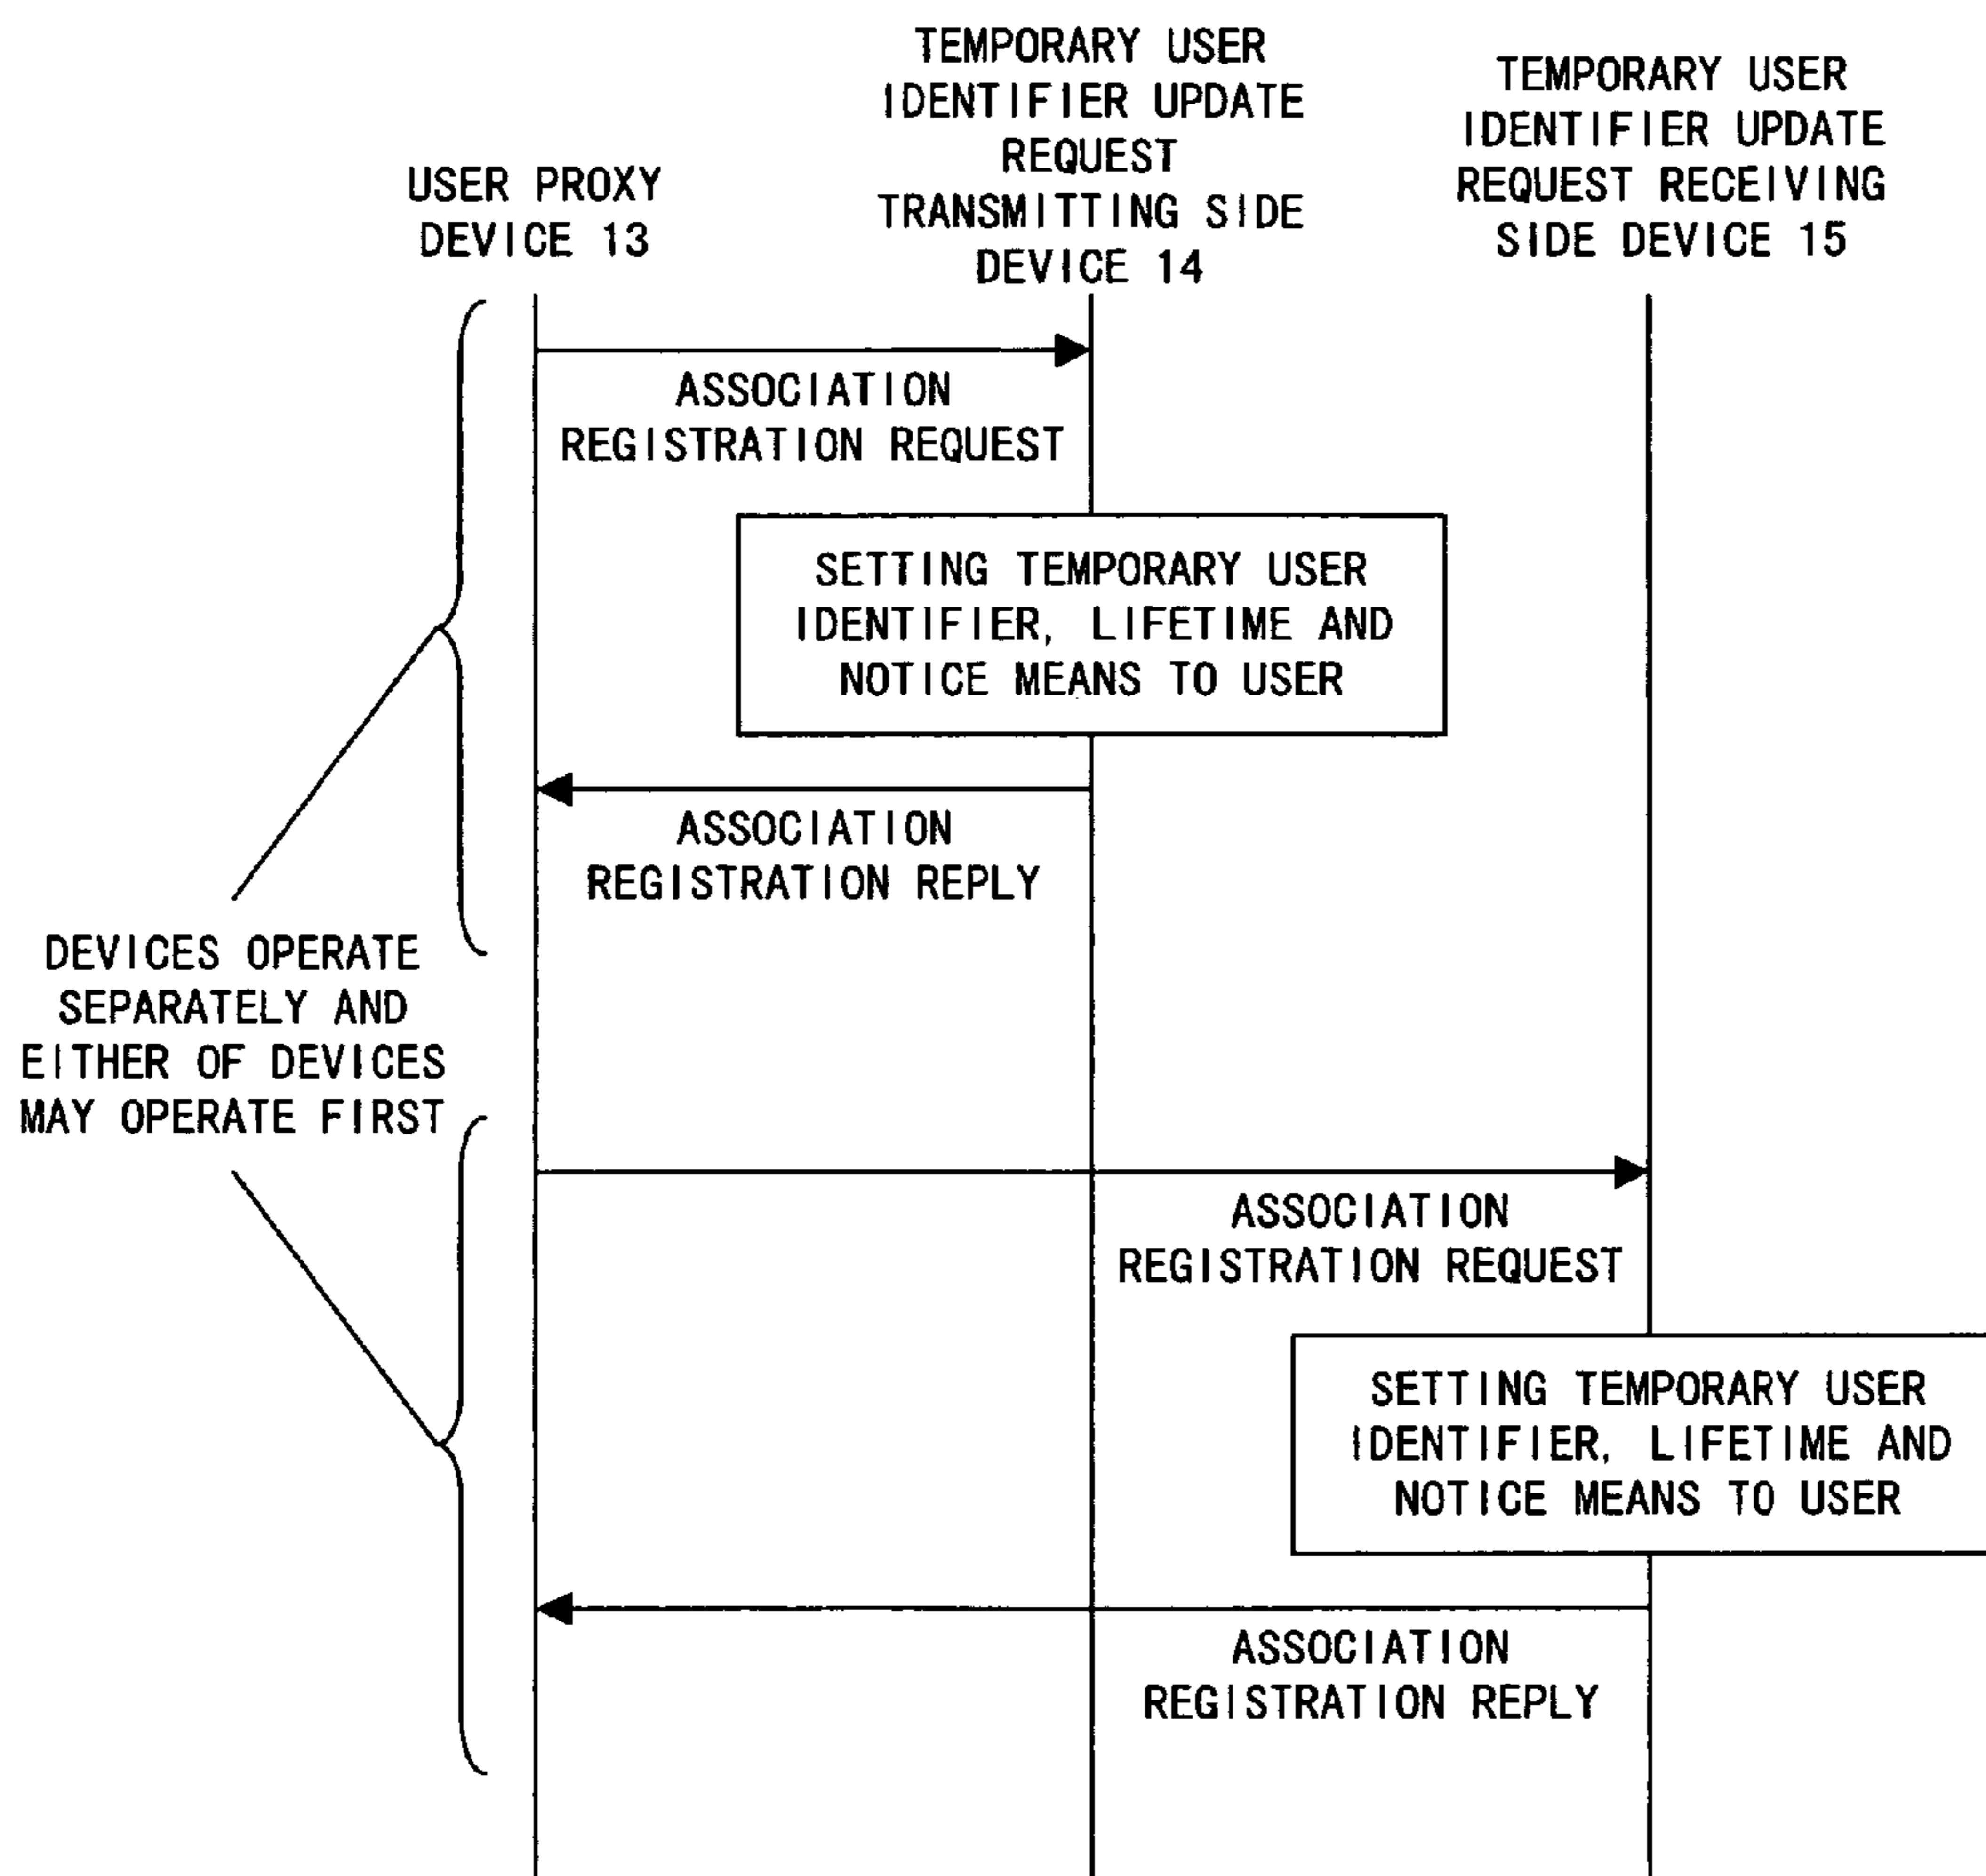 USER PROXY
DEVICE 13
TEMPORARY USER
IDENTIFIER UPDATE
REQUEST
TRANSMITTING SIDE
DEVICE 14
TEMPORARY USER
IDENTIFIER UPDATE
REQUEST RECEIVING
SIDE DEVICE 15
ASSOCIATION
REGISTRATION REQUEST
SETTING TEMPORARY USER
IDENTIFIER, LIFETIME AND
NOTICE MEANS TO USER
ASSOCIATION
REGISTRATION REPLY
DEVICES OPERATE
SEPARATELY AND
EITHER OF DEVICES
MAY OPERATE FIRST
ASSOCIATION
REGISTRATION REQUEST
SETTING TEMPORARY USER
IDENTIFIER, LIFETIME AND
NOTICE MEANS TO USER
ASSOCIATION
REGISTRATION REPLY